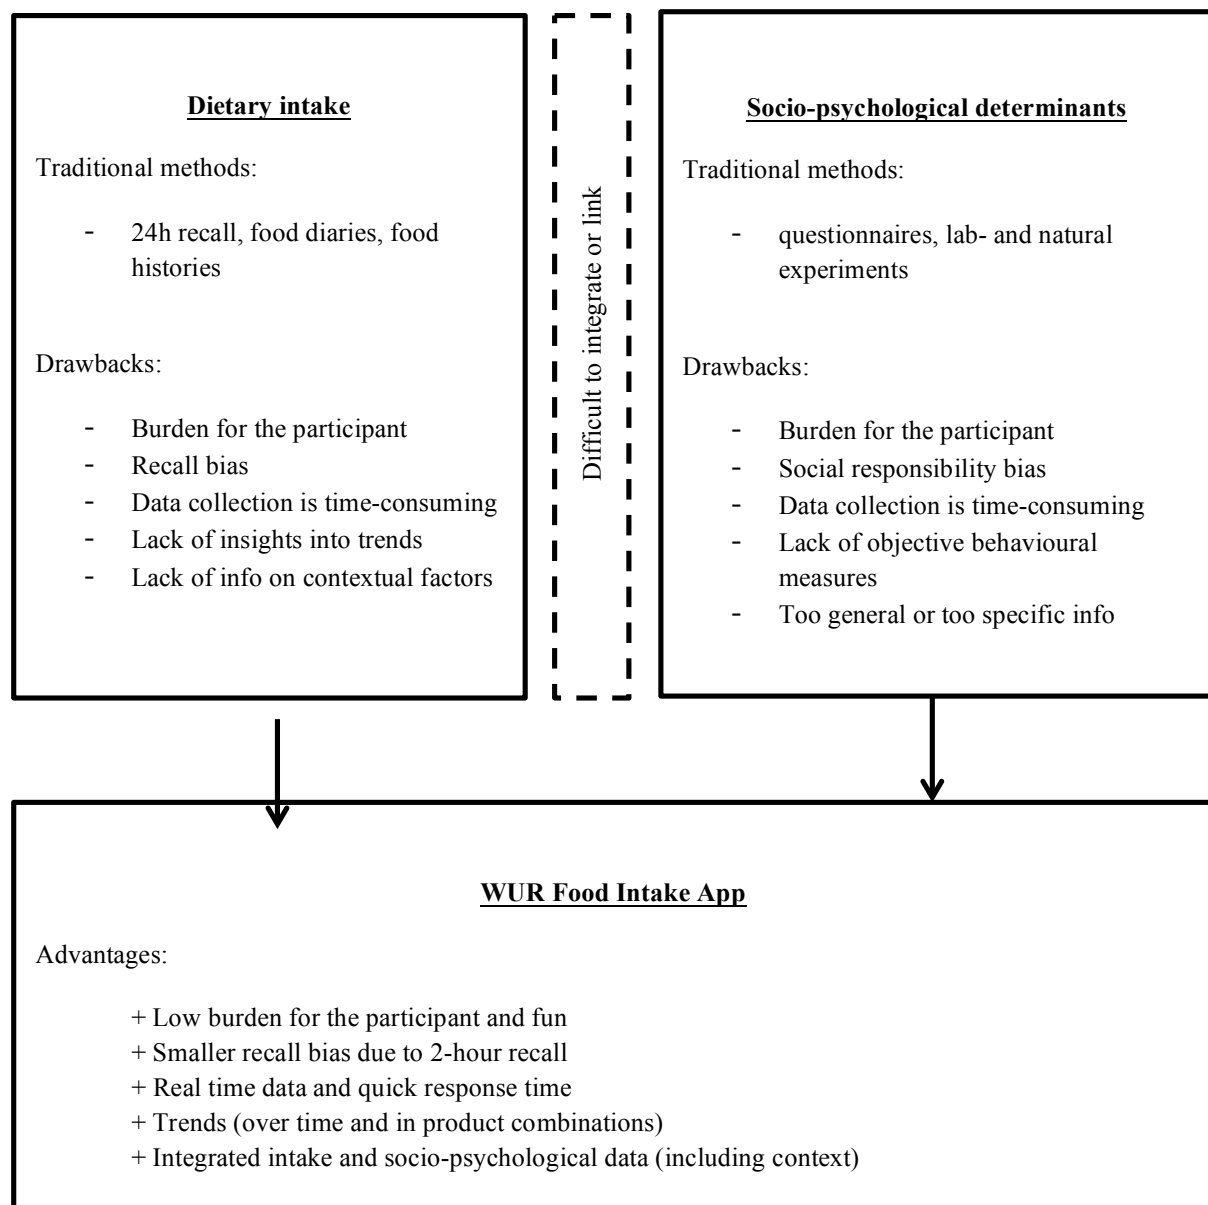 Dietary intake
Traditional methods:
- 24h recall, food diaries, food
histories
Drawbacks:
- Burden for the participant
- Recall bias
- Data collection is time-consuming
- Lack of insights into trends
- Lack of info on contextual factors
Difficult to integrate or link
Socio-psychological determinants
Traditional methods:
- questionnaires, lab- and natural
experiments
Drawbacks:
- Burden for the participant
- Social responsibility bias
- Data collection is time-consuming
- Lack of objective behavioural
measures
- Too general or too specific info
WUR Food Intake App
Advantages:
+ Low burden for the participant and fun
+ Smaller recall bias due to 2-hour recall
+ Real time data and quick response time
+ Trends (over time and in product combinations)
+ Integrated intake and socio-psychological data (including context)